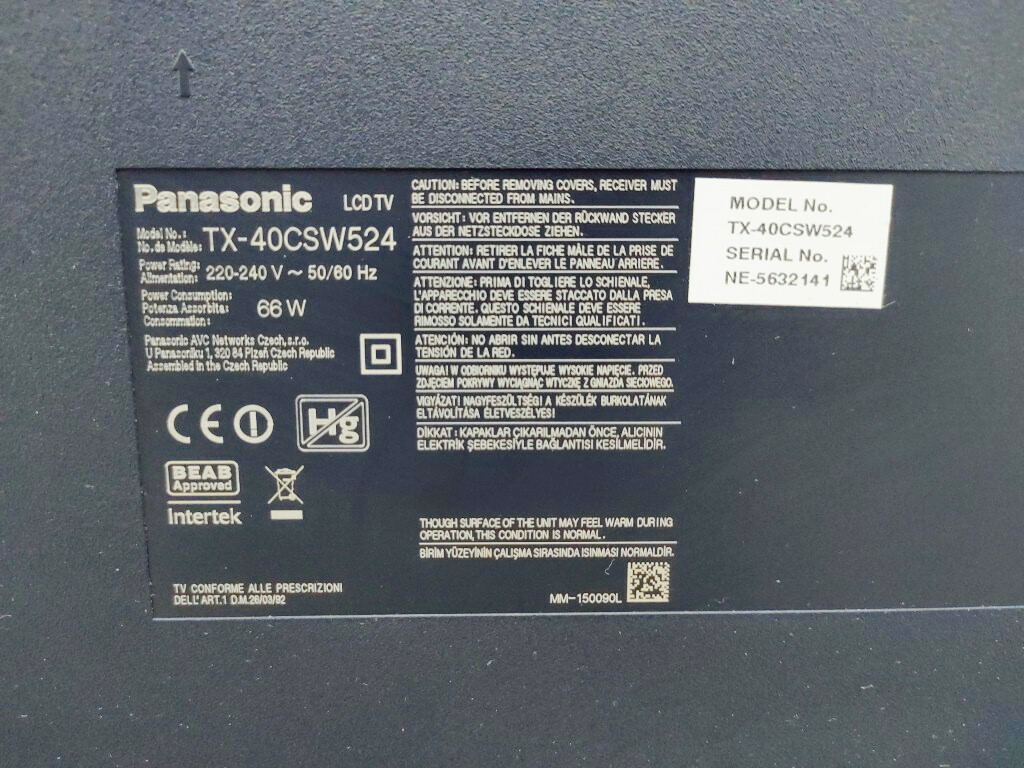 Panasonic LCD TV
Model No.:
No. de Modèle: TX-40CSW524
Power Rating:
Alimentation: 220-240 V ~ 50/60 Hz
Power Consumption:
Potenza Assorbita: 66 W
Consommation:
Panasonic AVC Networks Czech, s.r.o.
U Panasoniku 1, 320 84 Plzeň Czech Republic
Assembled in the Czech Republic
CE
Hg
BEAB
Approved
Intertek
TV CONFORME ALLE PRESCRIZIONI
DELL'ART.1 D.M.26/03/92
CAUTION: BEFORE REMOVING COVERS, RECEIVER MUST
BE DISCONNECTED FROM MAINS.
VORSICHT: VOR ENTFERNEN DER RÜCKWAND STECKER
AUS DER NETZSTECKDOSE ZIEHEN.
ATTENTION: RETIRER LA FICHE MÂLE DE LA PRISE DE
COURANT AVANT D'ENLEVER LE PANNEAU ARRIERE.
ATTENZIONE: PRIMA DI TOGLIERE LO SCHIENALE,
L'APPARECCHIO DEVE ESSERE STACCATO DALLA PRESA
DI CORRENTE. QUESTO SCHIENALE DEVE ESSERE
RIMOSSO SOLAMENTE DA TECNICI QUALIFICATI.
ATENCIÓN: NO ABRIR SIN ANTES DESCONECTAR LA
TENSIÓN DE LA RED.
UWAGA! W ODBIORNIKU WYSTĘPUJE WYSOKIE NAPIĘCIE. PRZED
ZDJĘCIEM POKRYWY WYCIĄGNĄĆ WTYCZKĘ Z GNIAZDA SIECIOWEGO.
VIGYÁZAT! NAGYFESZÜLTSÉG! A KÉSZÜLÉK BURKOLATÁNAK
ELTÁVOLÍTÁSA ÉLETVESZÉLYES!
DİKKAT: KAPAKLAR ÇIKARILMADAN ÖNCE, ALICININ
ELEKTRİK ŞEBEKESİYLE BAĞLANTISI KESİLMELİDİR.
THOUGH SURFACE OF THE UNIT MAY FEEL WARM DURING
OPERATION, THIS CONDITION IS NORMAL.
BİRİM YÜZEYİNİN ÇALIŞMA SIRASINDA ISINMASI NORMALDİR.
MM-150090L
MODEL No.
TX-40CSW524
SERIAL No.
NE-5632141